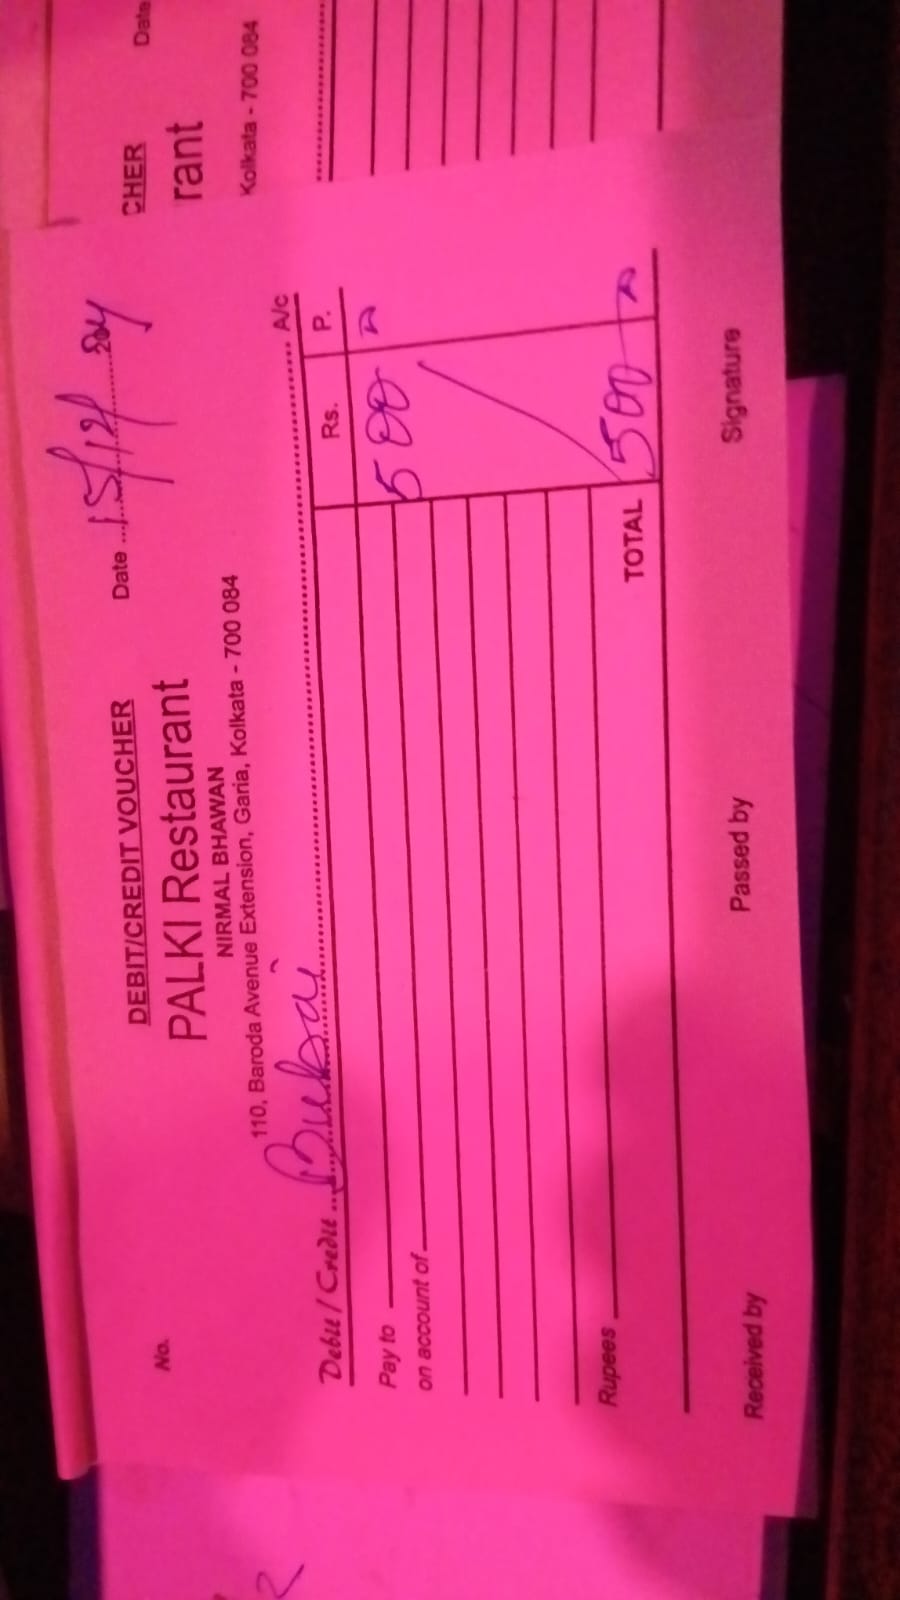 DEBIT/CREDIT VOUCHER
No.
Date ...15/12/2024
PALKI Restaurant
NIRMAL BHAWAN
110, Baroda Avenue Extension, Garia, Kolkata - 700 084
Debit / Credit ... Bubai ... A/c
Rs. P.
Pay to 500
on account of
Rupees
TOTAL 500
Received by Passed by Signature
CHER Date
rant
Kolkata - 700 084